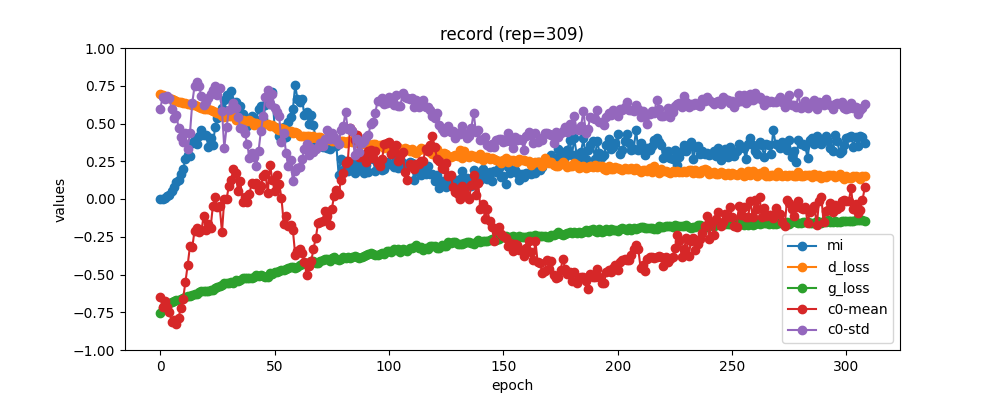 record (rep=309)
1.00
0.75
0.50
0.25
0.00
−0.25
−0.50
−0.75
−1.00
values
0 50 100 150 200 250 300
epoch
mi
d_loss
g_loss
c0-mean
c0-std